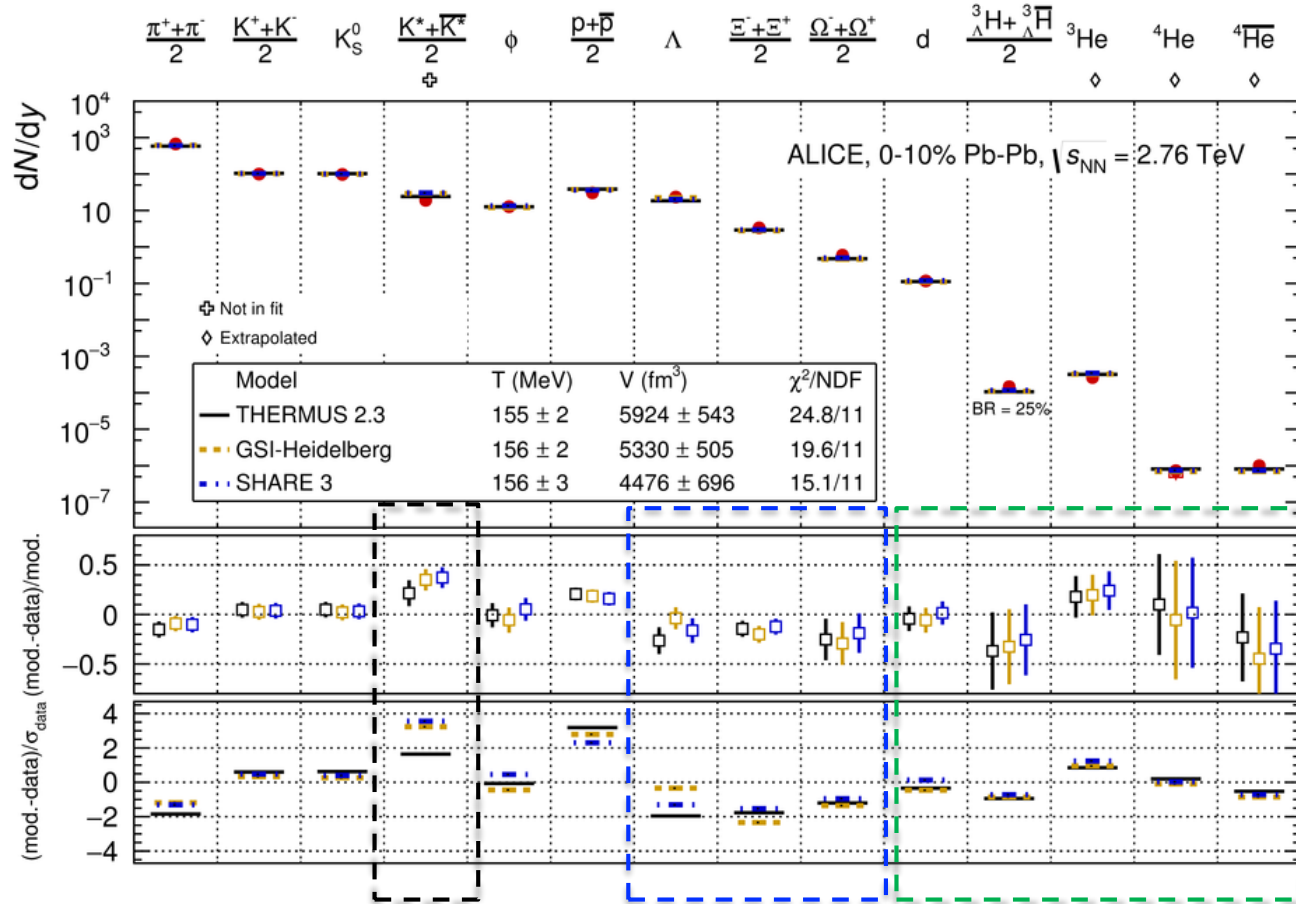 π⁺+π⁻/2 K⁺+K⁻/2 K⁰S K*+K̅*̅/2 φ p+p̅/2 Λ Ξ⁻+Ξ⁺/2 Ω⁻+Ω⁺/2 d ³ΛH+³ΛH̅/2 ³He ⁴He ⁴H̅e̅
dN/dy
10⁴
10³
10
10⁻¹
10⁻³
10⁻⁵
10⁻⁷
ALICE, 0-10% Pb-Pb, √sNN = 2.76 TeV
Not in fit
Extrapolated
Model T (MeV) V (fm³) χ²/NDF
THERMUS 2.3 155 ± 2 5924 ± 543 24.8/11
GSI-Heidelberg 156 ± 2 5330 ± 505 19.6/11
SHARE 3 156 ± 3 4476 ± 696 15.1/11
BR = 25%
(mod.-data)/mod.
0.5
0
−0.5
(mod.-data)/σdata
4
2
0
−2
−4